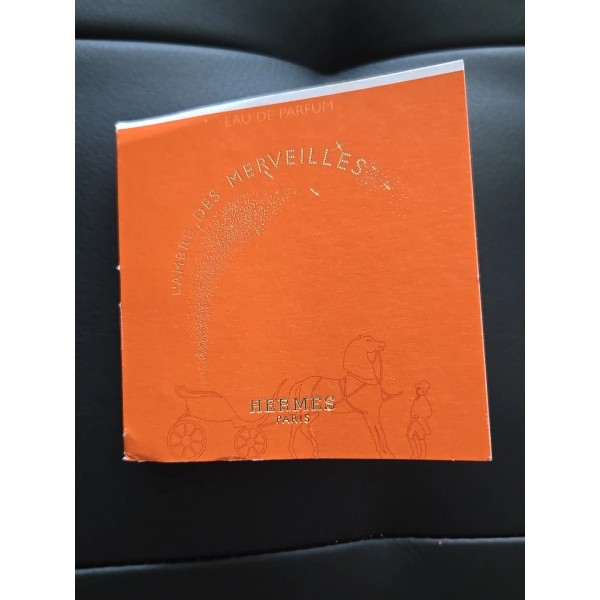 EAU DE PARFUM
L'AMBRE DES MERVEILLES
HERMÈS
PARIS